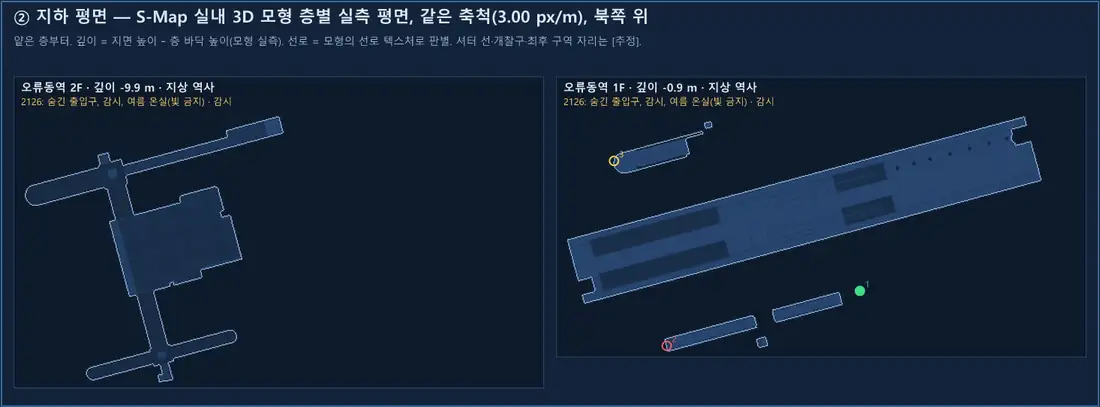 ② 지하 평면 — S-Map 실내 3D 모형 층별 실측 평면, 같은 축척(3.00 px/m), 북쪽 위
얕은 층부터. 깊이 = 지면 높이 − 층 바닥 높이(모형 실측). 선로 = 모형의 선로 텍스처로 판별. 셔터 선·개찰구·최후 구역 자리는 [추정].
오류동역 2F · 깊이 -9.9 m · 지상 역사
2126: 숨긴 출입구, 감시, 여름 온실(빛 금지) · 감시
오류동역 1F · 깊이 -0.9 m · 지상 역사
2126: 숨긴 출입구, 감시, 여름 온실(빛 금지) · 감시
3
1
2